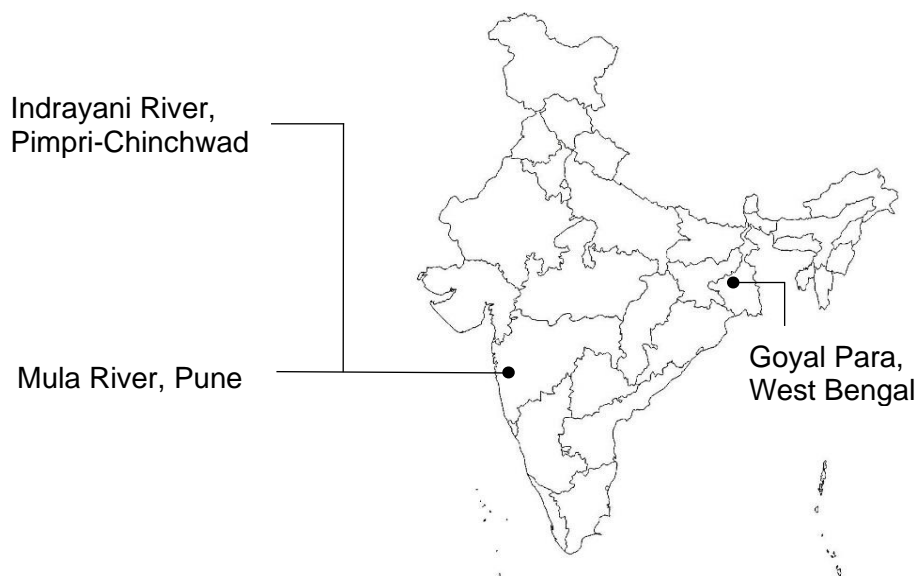 Indrayani River,
Pimpri-Chinchwad
Mula River, Pune
Goyal Para,
West Bengal